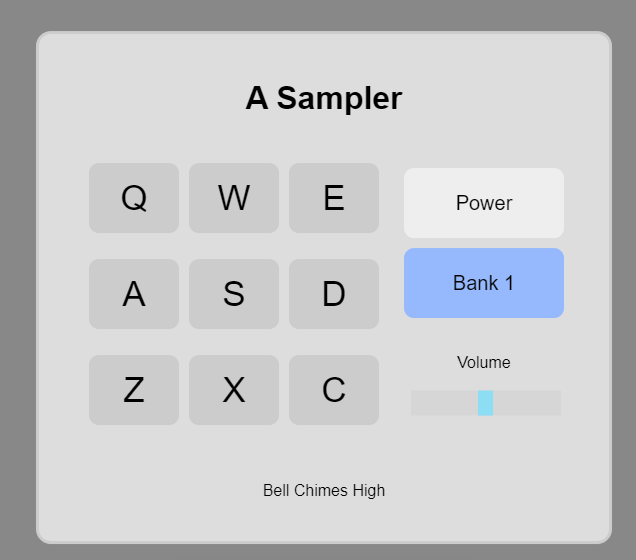 A Sampler
Q W E
Power
Bank 1
A S D
Volume
Z X C
Bell Chimes High